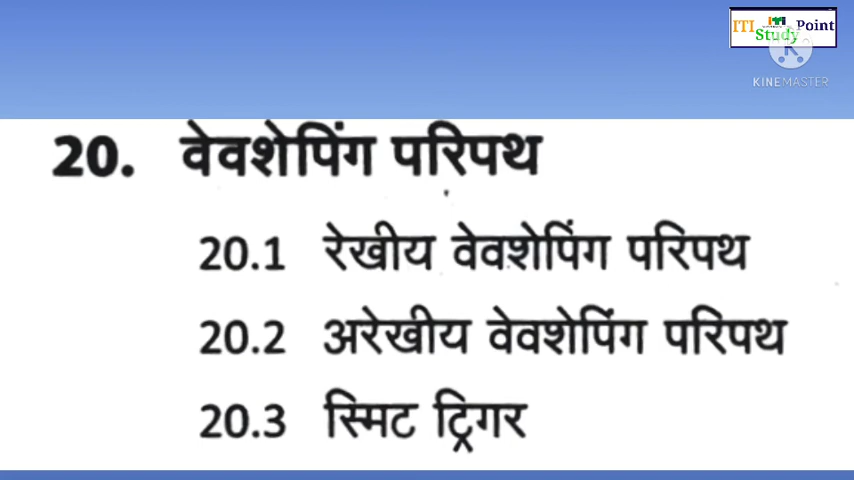 ITI Point
Study
KINEMASTER
20. वेवशेपिंग परिपथ
20.1 रेखीय वेवशेपिंग परिपथ
20.2 अरेखीय वेवशेपिंग परिपथ
20.3 स्मिट ट्रिगर